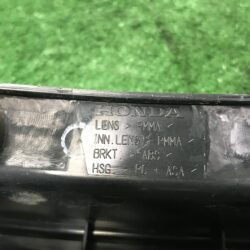 HONDA
LENS > PMMA <
INN. LENS > PMMA <
BRKT > ABS <
HSG. > PC + ASA <